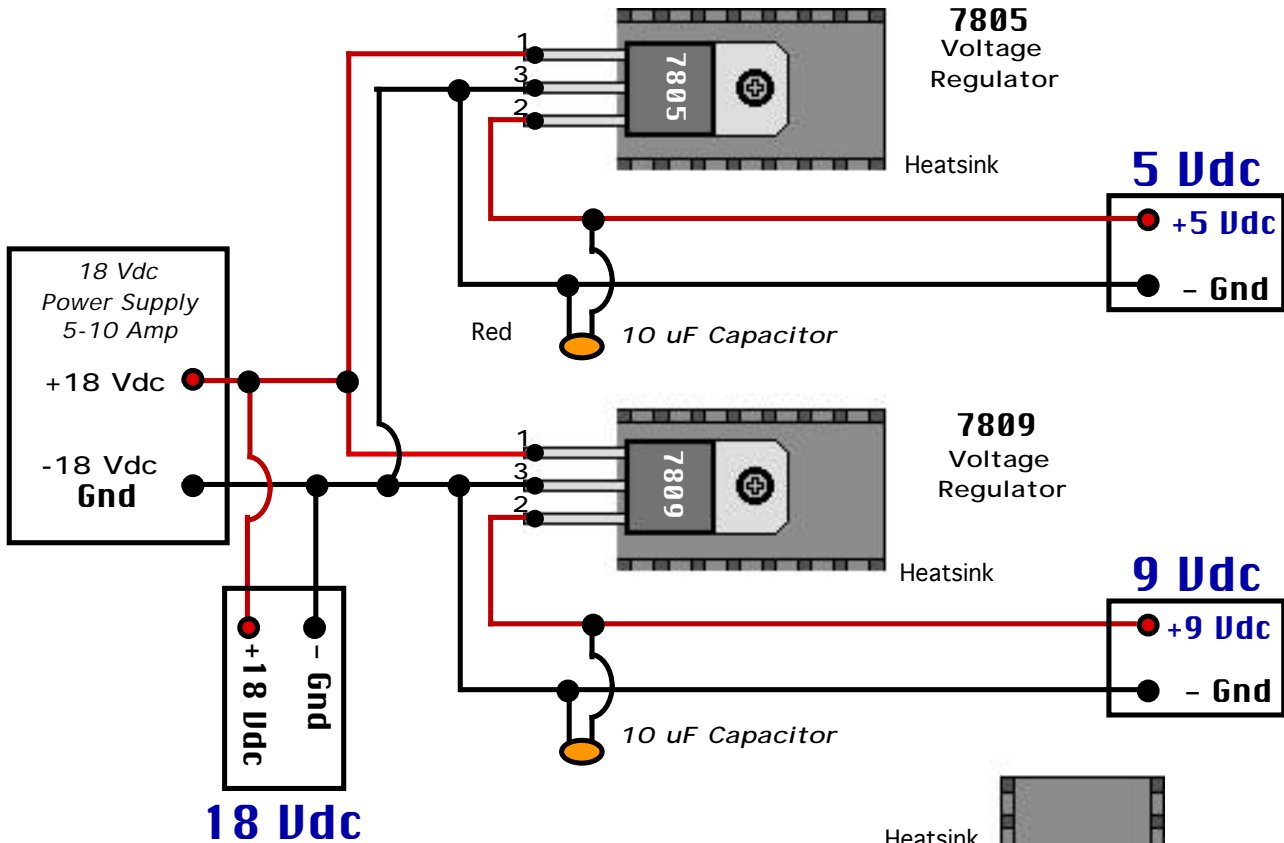 7805
Voltage
Regulator
1
3
2
7805
Heatsink
5 Vdc
+5 Vdc
- Gnd
18 Vdc
Power Supply
5-10 Amp
+18 Vdc
-18 Vdc
Gnd
Red
10 uF Capacitor
7809
Voltage
Regulator
1
3
2
7809
Heatsink
9 Vdc
+9 Vdc
- Gnd
10 uF Capacitor
+18 Vdc
- Gnd
18 Vdc
Heatsink